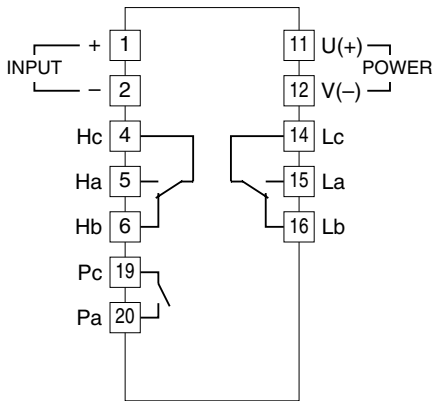 INPUT
+ 1
− 2
Hc 4
Ha 5
Hb 6
Pc 19
Pa 20
11 U(+)
12 V(–)
POWER
14 Lc
15 La
16 Lb